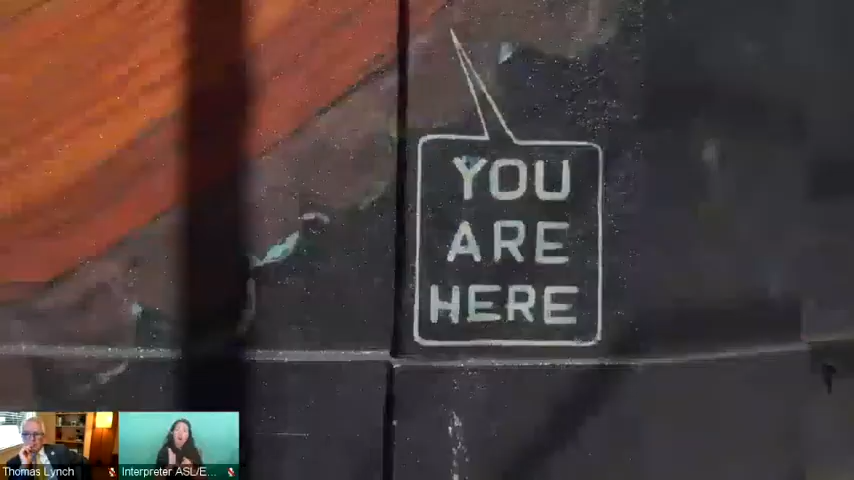 YOU
ARE
HERE
Thomas Lynch
Interpreter ASL/E...